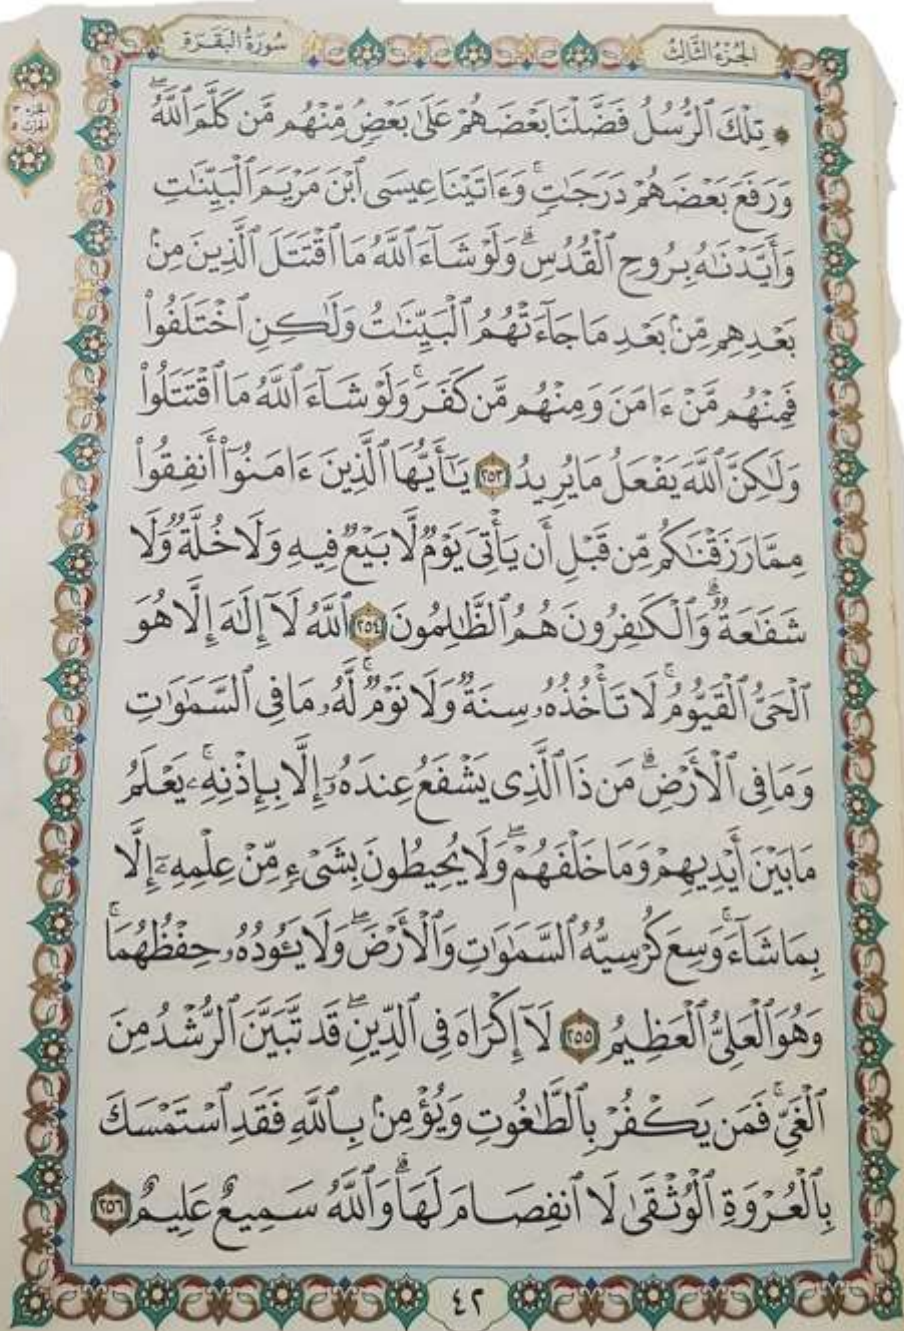 الجزء الثالث
سورة البقرة
الجزء ٣
الحزب ٥
۞ تِلْكَ ٱلرُّسُلُ فَضَّلْنَا بَعْضَهُمْ عَلَىٰ بَعْضٍ مِّنْهُم مَّن كَلَّمَ ٱللَّهُۖ
وَرَفَعَ بَعْضَهُمْ دَرَجَٰتٍۚ وَءَاتَيْنَا عِيسَى ٱبْنَ مَرْيَمَ ٱلْبَيِّنَٰتِ
وَأَيَّدْنَٰهُ بِرُوحِ ٱلْقُدُسِۗ وَلَوْ شَآءَ ٱللَّهُ مَا ٱقْتَتَلَ ٱلَّذِينَ مِنۢ
بَعْدِهِم مِّنۢ بَعْدِ مَا جَآءَتْهُمُ ٱلْبَيِّنَٰتُ وَلَٰكِنِ ٱخْتَلَفُوا۟
فَمِنْهُم مَّنْ ءَامَنَ وَمِنْهُم مَّن كَفَرَۚ وَلَوْ شَآءَ ٱللَّهُ مَا ٱقْتَتَلُوا۟
وَلَٰكِنَّ ٱللَّهَ يَفْعَلُ مَا يُرِيدُ ٢٥٣ يَٰٓأَيُّهَا ٱلَّذِينَ ءَامَنُوٓا۟ أَنفِقُوا۟
مِمَّا رَزَقْنَٰكُم مِّن قَبْلِ أَن يَأْتِىَ يَوْمٌ لَّا بَيْعٌ فِيهِ وَلَا خُلَّةٌ وَلَا
شَفَٰعَةٌۗ وَٱلْكَٰفِرُونَ هُمُ ٱلظَّٰلِمُونَ ٢٥٤ ٱللَّهُ لَآ إِلَٰهَ إِلَّا هُوَ
ٱلْحَىُّ ٱلْقَيُّومُۚ لَا تَأْخُذُهُۥ سِنَةٌ وَلَا نَوْمٌۚ لَّهُۥ مَا فِى ٱلسَّمَٰوَٰتِ
وَمَا فِى ٱلْأَرْضِۗ مَن ذَا ٱلَّذِى يَشْفَعُ عِندَهُۥٓ إِلَّا بِإِذْنِهِۦۚ يَعْلَمُ
مَا بَيْنَ أَيْدِيهِمْ وَمَا خَلْفَهُمْۖ وَلَا يُحِيطُونَ بِشَىْءٍ مِّنْ عِلْمِهِۦٓ إِلَّا
بِمَا شَآءَۚ وَسِعَ كُرْسِيُّهُ ٱلسَّمَٰوَٰتِ وَٱلْأَرْضَۖ وَلَا يَـُٔودُهُۥ حِفْظُهُمَاۚ
وَهُوَ ٱلْعَلِىُّ ٱلْعَظِيمُ ٢٥٥ لَآ إِكْرَاهَ فِى ٱلدِّينِۖ قَد تَّبَيَّنَ ٱلرُّشْدُ مِنَ
ٱلْغَىِّۚ فَمَن يَكْفُرْ بِٱلطَّٰغُوتِ وَيُؤْمِنۢ بِٱللَّهِ فَقَدِ ٱسْتَمْسَكَ
بِٱلْعُرْوَةِ ٱلْوُثْقَىٰ لَا ٱنفِصَامَ لَهَاۗ وَٱللَّهُ سَمِيعٌ عَلِيمٌ ٢٥٦
٤٢